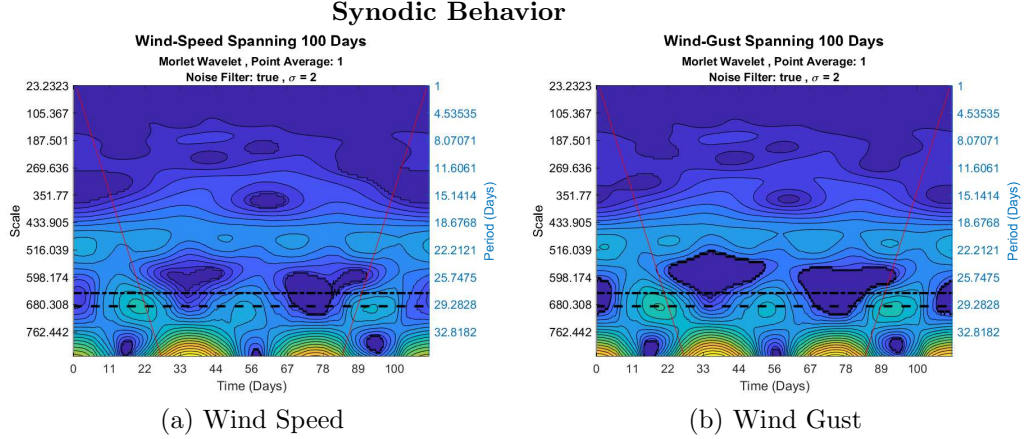 Synodic Behavior
Wind-Speed Spanning 100 Days
Morlet Wavelet , Point Average: 1
Noise Filter: true , σ = 2
23.2323
105.367
187.501
269.636
351.77
433.905
516.039
598.174
680.308
762.442
Scale
1
4.53535
8.07071
11.6061
15.1414
18.6768
22.2121
25.7475
29.2828
32.8182
Period (Days)
0 11 22 33 44 56 67 78 89 100
Time (Days)
(a) Wind Speed
Wind-Gust Spanning 100 Days
Morlet Wavelet , Point Average: 1
Noise Filter: true , σ = 2
23.2323
105.367
187.501
269.636
351.77
433.905
516.039
598.174
680.308
762.442
Scale
1
4.53535
8.07071
11.6061
15.1414
18.6768
22.2121
25.7475
29.2828
32.8182
Period (Days)
0 11 22 33 44 56 67 78 89 100
Time (Days)
(b) Wind Gust